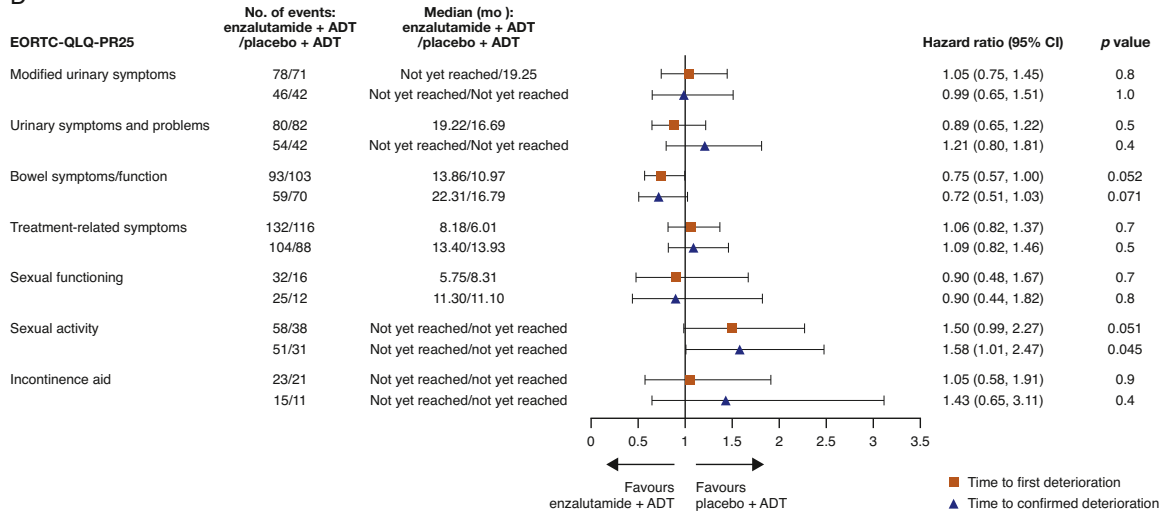 No. of events: Median (mo ):
enzalutamide + ADT enzalutamide + ADT
EORTC-QLQ-PR25 /placebo + ADT /placebo + ADT Hazard ratio (95% CI) p value
Modified urinary symptoms 78/71 Not yet reached/19.25 1.05 (0.75, 1.45) 0.8
46/42 Not yet reached/Not yet reached 0.99 (0.65, 1.51) 1.0
Urinary symptoms and problems 80/82 19.22/16.69 0.89 (0.65, 1.22) 0.5
54/42 Not yet reached/Not yet reached 1.21 (0.80, 1.81) 0.4
Bowel symptoms/function 93/103 13.86/10.97 0.75 (0.57, 1.00) 0.052
59/70 22.31/16.79 0.72 (0.51, 1.03) 0.071
Treatment-related symptoms 132/116 8.18/6.01 1.06 (0.82, 1.37) 0.7
104/88 13.40/13.93 1.09 (0.82, 1.46) 0.5
Sexual functioning 32/16 5.75/8.31 0.90 (0.48, 1.67) 0.7
25/12 11.30/11.10 0.90 (0.44, 1.82) 0.8
Sexual activity 58/38 Not yet reached/not yet reached 1.50 (0.99, 2.27) 0.051
51/31 Not yet reached/not yet reached 1.58 (1.01, 2.47) 0.045
Incontinence aid 23/21 Not yet reached/not yet reached 1.05 (0.58, 1.91) 0.9
15/11 Not yet reached/not yet reached 1.43 (0.65, 3.11) 0.4
0 0.5 1 1.5 2 2.5 3 3.5
Favours Favours
enzalutamide + ADT placebo + ADT
Time to first deterioration
Time to confirmed deterioration